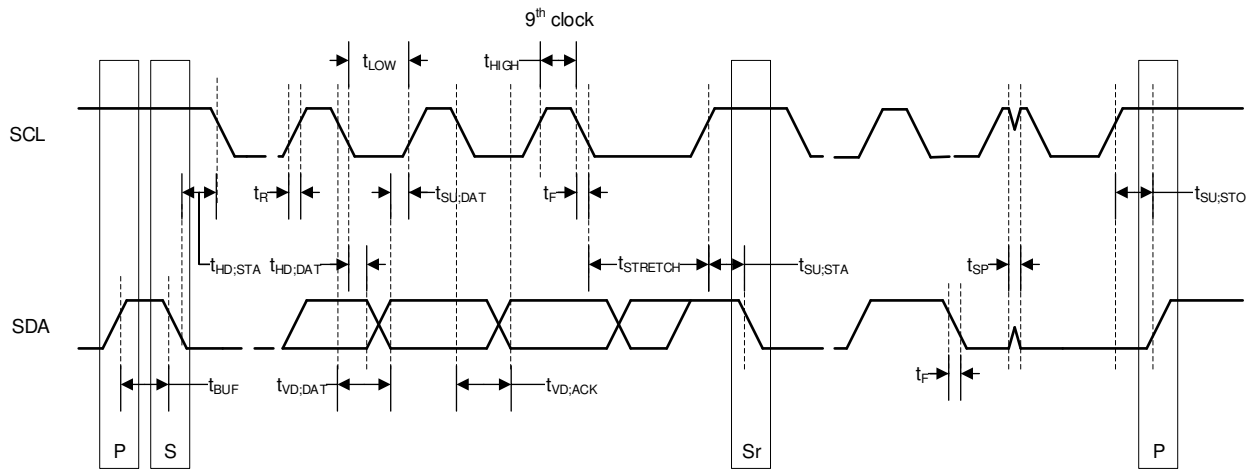 9th clock
tLOW
tHIGH
SCL
tR
tSU;DAT
tF
tSU;STO
tHD;STA
tHD;DAT
tSTRETCH
tSU;STA
tSP
SDA
tBUF
tVD;DAT
tVD;ACK
tF
P
S
Sr
P